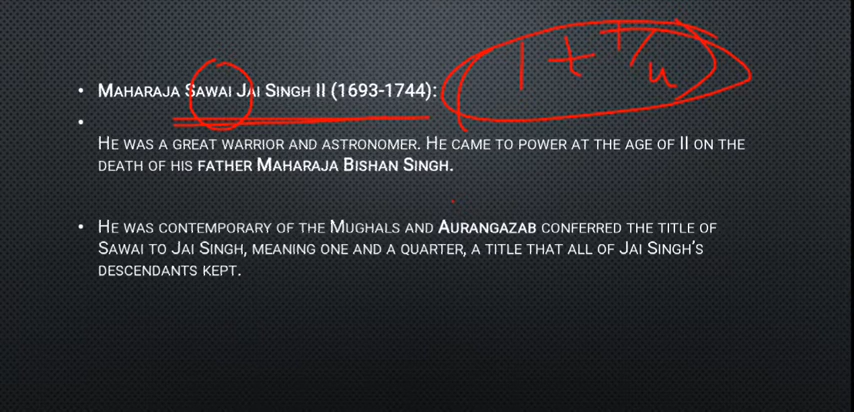 • Maharaja Sawai Jai Singh II (1693-1744):
1 + 1/4
•
He was a great warrior and astronomer. He came to power at the age of II on the
death of his father Maharaja Bishan Singh.
• He was contemporary of the Mughals and Aurangazab conferred the title of
Sawai to Jai Singh, meaning one and a quarter, a title that all of Jai Singh's
descendants kept.